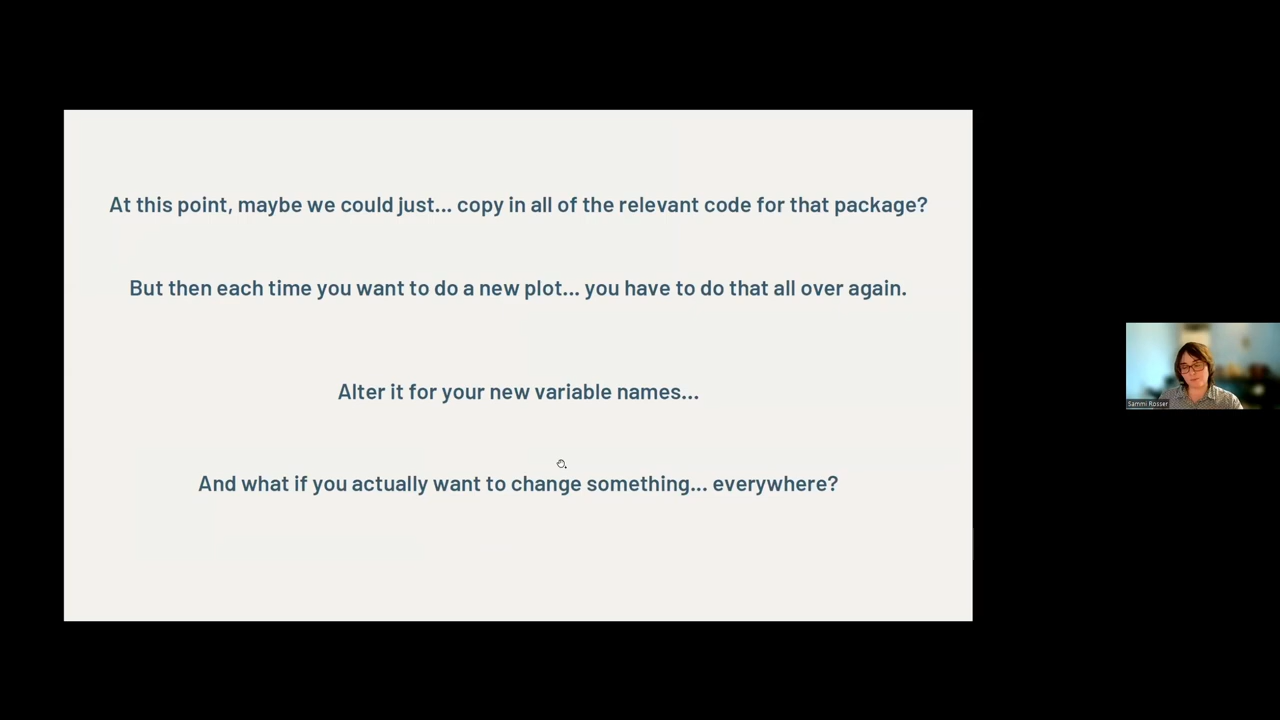 At this point, maybe we could just... copy in all of the relevant code for that package?
But then each time you want to do a new plot... you have to do that all over again.
Alter it for your new variable names...
And what if you actually want to change something... everywhere?
Sammi Rosser